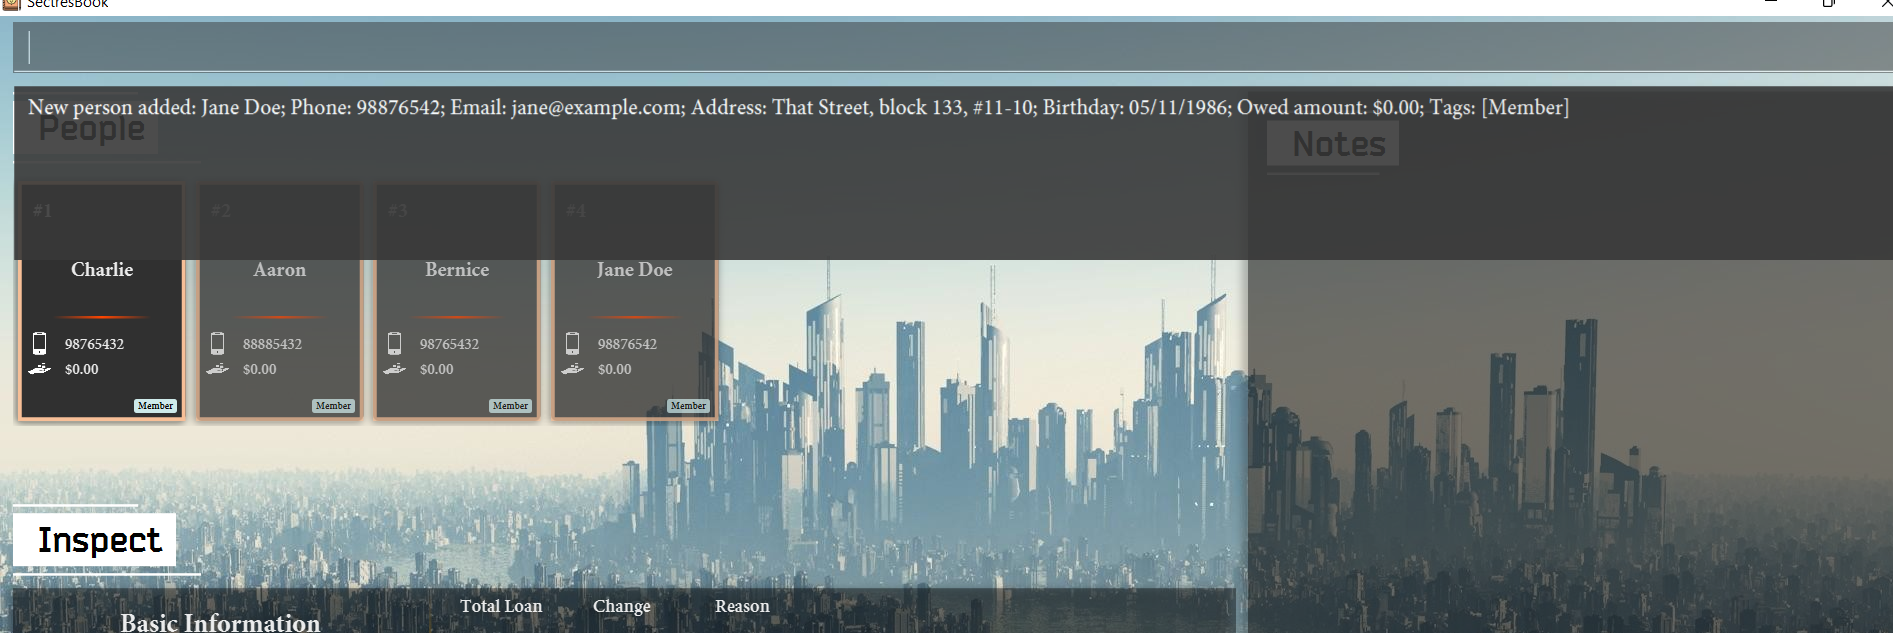 SectresBook
New person added: Jane Doe; Phone: 98876542; Email: jane@example.com; Address: That Street, block 133, #11-10; Birthday: 05/11/1986; Owed amount: $0.00; Tags: [Member]
People
Notes
#1
#2
#3
#4
Charlie
Aaron
Bernice
Jane Doe
98765432
88885432
98765432
98876542
$0.00
$0.00
$0.00
$0.00
Member
Member
Member
Member
Inspect
Total Loan Change Reason
Basic Information